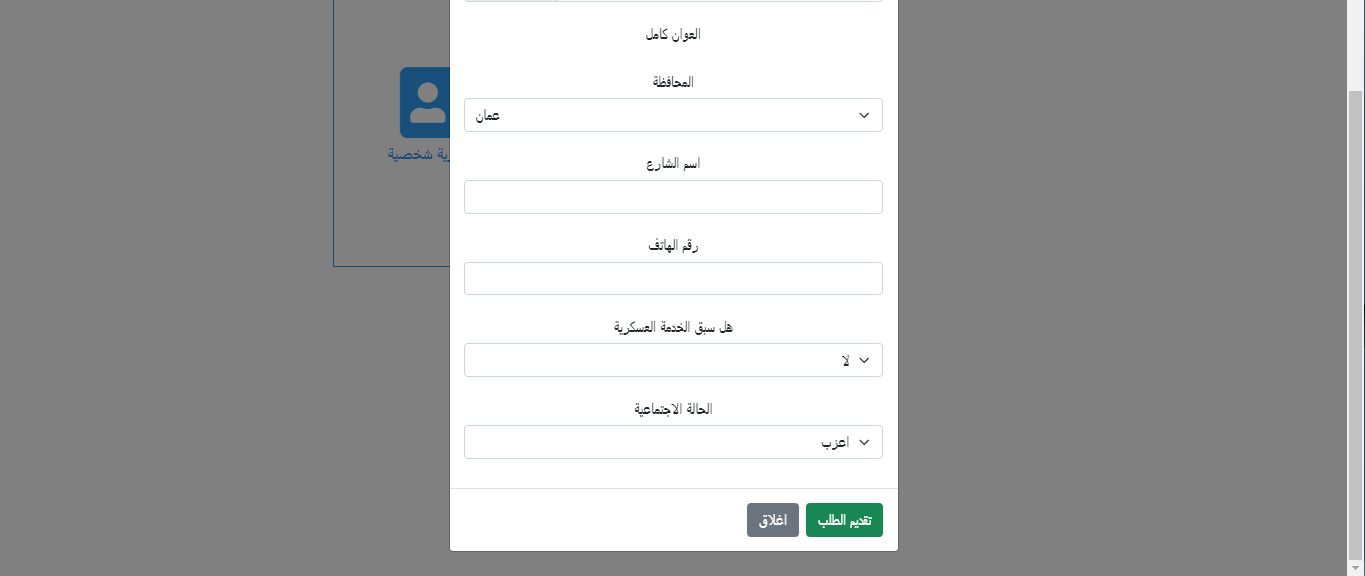 العوان كامل
المحافظة
عمان
اسم الشارع
رقم الهاتف
هل سبق الخدمة العسكرية
لا
الحالة الاجتماعية
اعزب
تقديم الطلب
اغلاق
شخصية